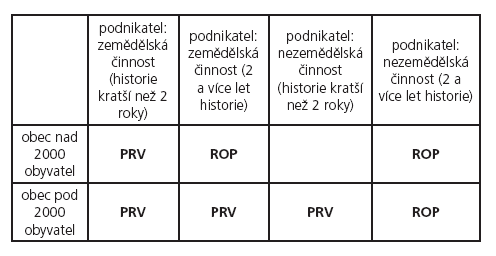 podnikatel:
zemědělská
činnost
(historie
kratší než 2
roky)
podnikatel:
zemědělská
činnost (2
a více let
historie)
podnikatel:
nezemědělská
činnost
(historie kratší
než 2 roky)
podnikatel:
nezemědělská
činnost (2 a
více let historie)
obec nad
2000
obyvatel
PRV
ROP
ROP
obec pod
2000
obyvatel
PRV
PRV
PRV
ROP